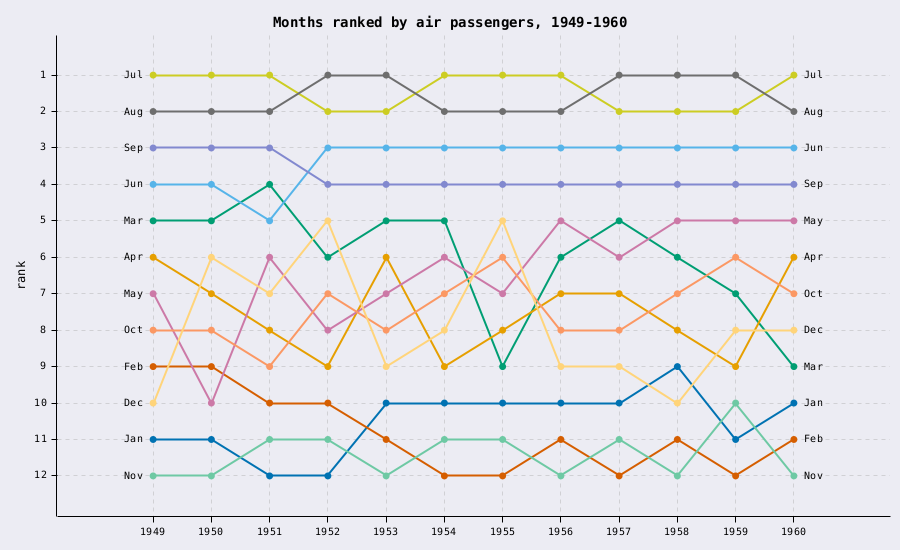 Months ranked by air passengers, 1949-1960
rank
1 Jul Jul
2 Aug Aug
3 Sep Jun
4 Jun Sep
5 Mar May
6 Apr Apr
7 May Oct
8 Oct Dec
9 Feb Mar
10 Dec Jan
11 Jan Feb
12 Nov Nov
1949 1950 1951 1952 1953 1954 1955 1956 1957 1958 1959 1960